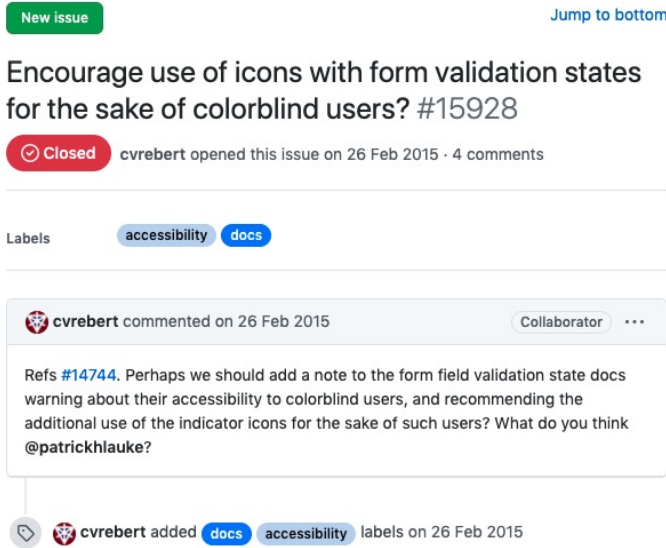 New issue
Jump to bottom
Encourage use of icons with form validation states
for the sake of colorblind users? #15928
Closed cvrebert opened this issue on 26 Feb 2015 · 4 comments
Labels accessibility docs
cvrebert commented on 26 Feb 2015 Collaborator ···
Refs #14744. Perhaps we should add a note to the form field validation state docs
warning about their accessibility to colorblind users, and recommending the
additional use of the indicator icons for the sake of such users? What do you think
@patrickhlauke?
cvrebert added docs accessibility labels on 26 Feb 2015